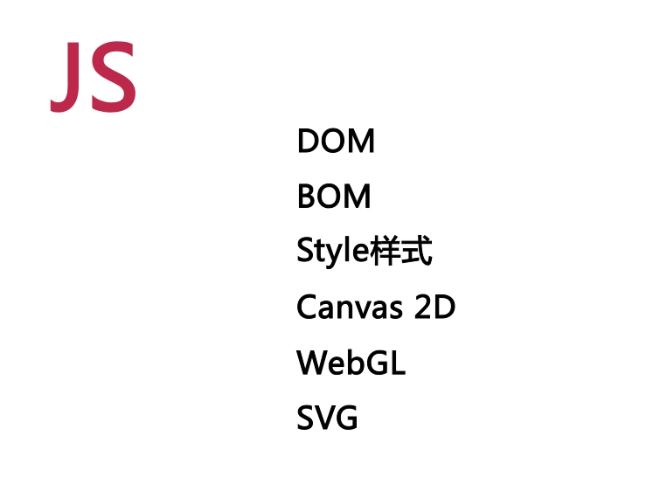 JS
DOM
BOM
Style样式
Canvas 2D
WebGL
SVG